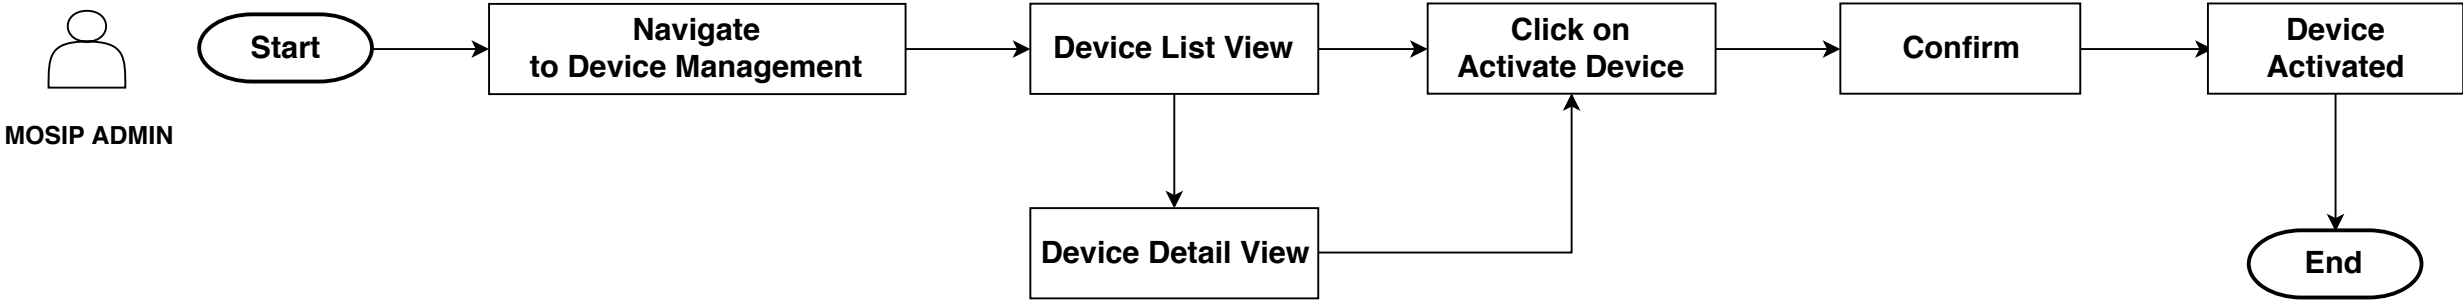 MOSIP ADMIN
Start
Navigate
to Device Management
Device List View
Click on
Activate Device
Confirm
Device
Activated
Device Detail View
End